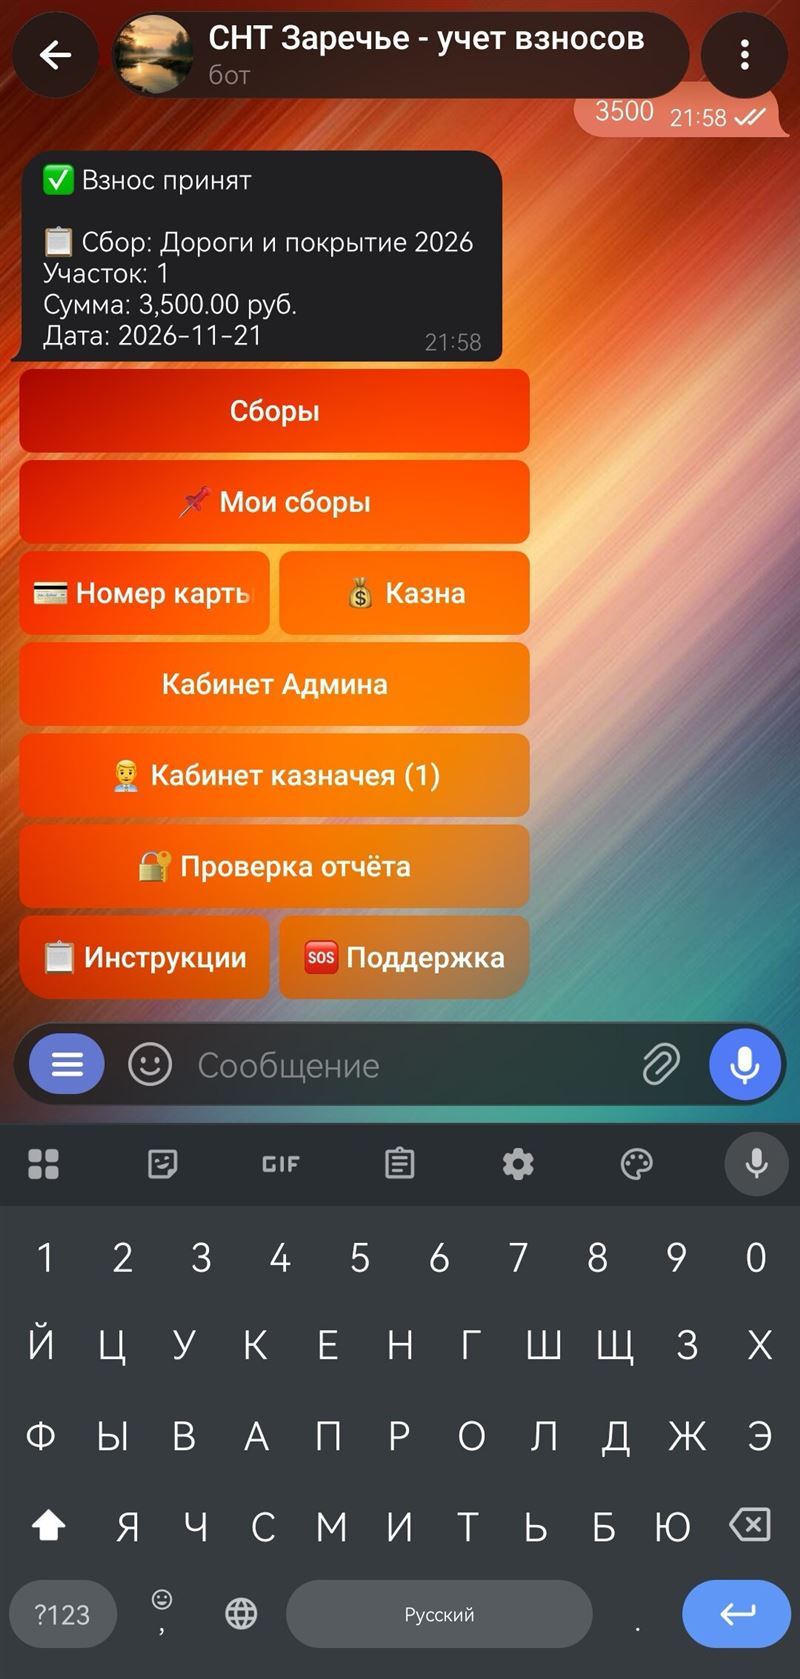 СНТ Заречье - учет взносов
бот
3500 21:58
Взнос принят
Сбор: Дороги и покрытие 2026
Участок: 1
Сумма: 3,500.00 руб.
Дата: 2026-11-21
21:58
Сборы
Мои сборы
Номер карты
Казна
Кабинет Админа
Кабинет казначея (1)
Проверка отчёта
Инструкции
SOS Поддержка
Сообщение
GIF
1 2 3 4 5 6 7 8 9 0
Й Ц У К Е Н Г Ш Щ З Х
Ф Ы В А П Р О Л Д Ж Э
Я Ч С М И Т Ь Б Ю
?123 , Русский .